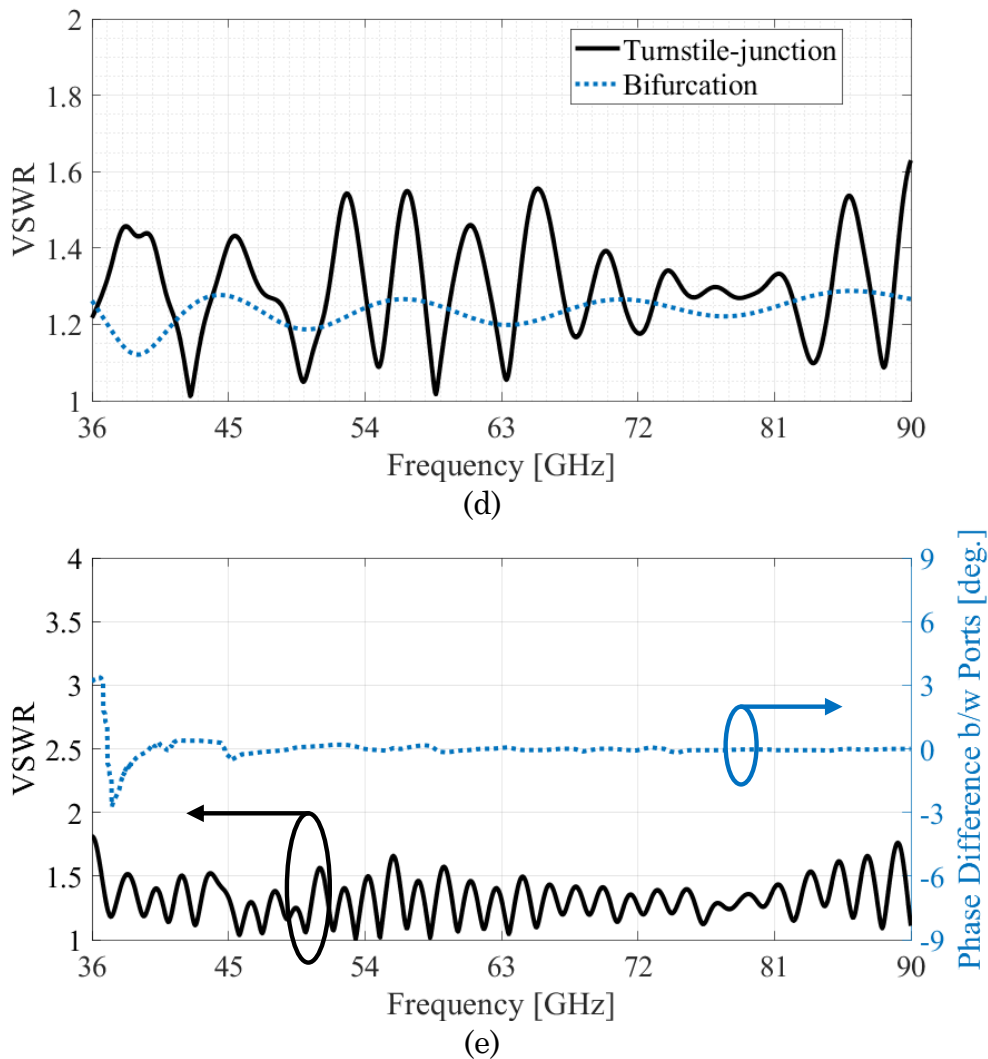 2
1.8
1.6
1.4
1.2
1
VSWR
Turnstile-junction
Bifurcation
36 45 54 63 72 81 90
Frequency [GHz]
(d)
4
3.5
3
2.5
2
1.5
1
VSWR
9
6
3
0
-3
-6
-9
Phase Difference b/w Ports [deg.]
36 45 54 63 72 81 90
Frequency [GHz]
(e)